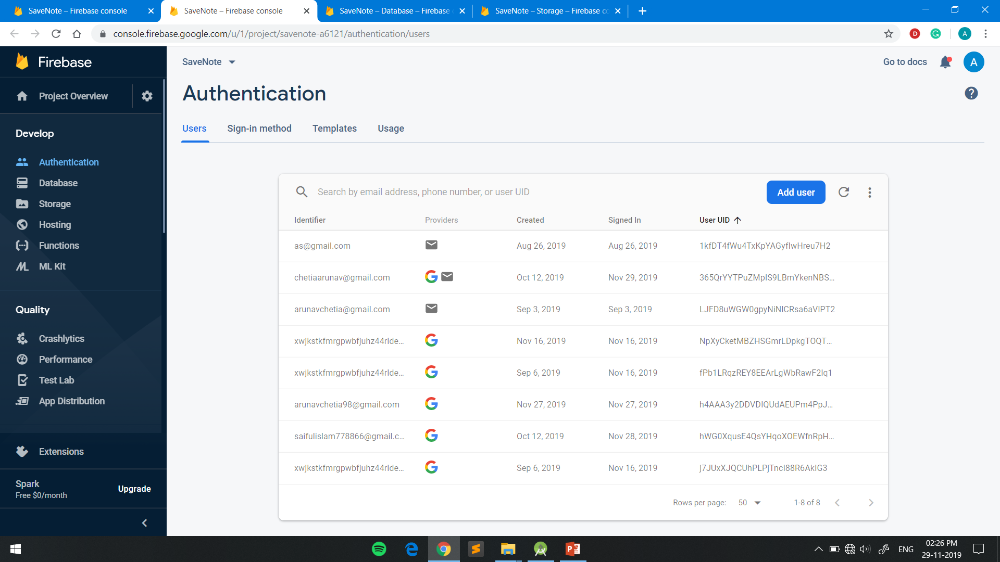 SaveNote – Firebase console
SaveNote – Firebase console
SaveNote – Database – Firebase
SaveNote – Storage – Firebase co
console.firebase.google.com/u/1/project/savenote-a6121/authentication/users
D
G
A
Firebase
SaveNote
Go to docs
A
Project Overview
Authentication
?
Users Sign-in method Templates Usage
Develop
Authentication
Database
Storage
Hosting
Functions
ML Kit
Quality
Crashlytics
Performance
Test Lab
App Distribution
Extensions
Spark
Free $0/month
Upgrade
Search by email address, phone number, or user UID
Add user
Identifier Providers Created Signed In User UID
as@gmail.com Aug 26, 2019 Aug 26, 2019 1kfDT4fWu4TxKpYAGyfIwHreu7H2
chetiaarunav@gmail.com Oct 12, 2019 Nov 29, 2019 365QrYYTPuZMpIS9LBmYkenNBS...
arunavchetia@gmail.com Sep 3, 2019 Sep 3, 2019 LJFD8uWGW0gpyNiNICRsa6aVIPT2
xwjkstkfmrgpwbfjuhz44rlde... Nov 16, 2019 Nov 16, 2019 NpXyCketMBZHSGmrLDpkgTOQT...
xwjkstkfmrgpwbfjuhz44rlde... Sep 6, 2019 Nov 16, 2019 fPb1LRqzREY8EEArLgWbRawF2Iq1
arunavchetia98@gmail.com Nov 27, 2019 Nov 27, 2019 h4AAA3y2DDVDIQUdAEUPm4PpJ...
saifulislam778866@gmail.c... Oct 12, 2019 Nov 28, 2019 hWG0XqusE4QsYHqoXOEWfnRpH...
xwjkstkfmrgpwbfjuhz44rlde... Sep 6, 2019 Nov 16, 2019 j7JUxXJQCUhPLPjTncI88R6AkIG3
Rows per page: 50 1-8 of 8
ENG
02:26 PM
29-11-2019